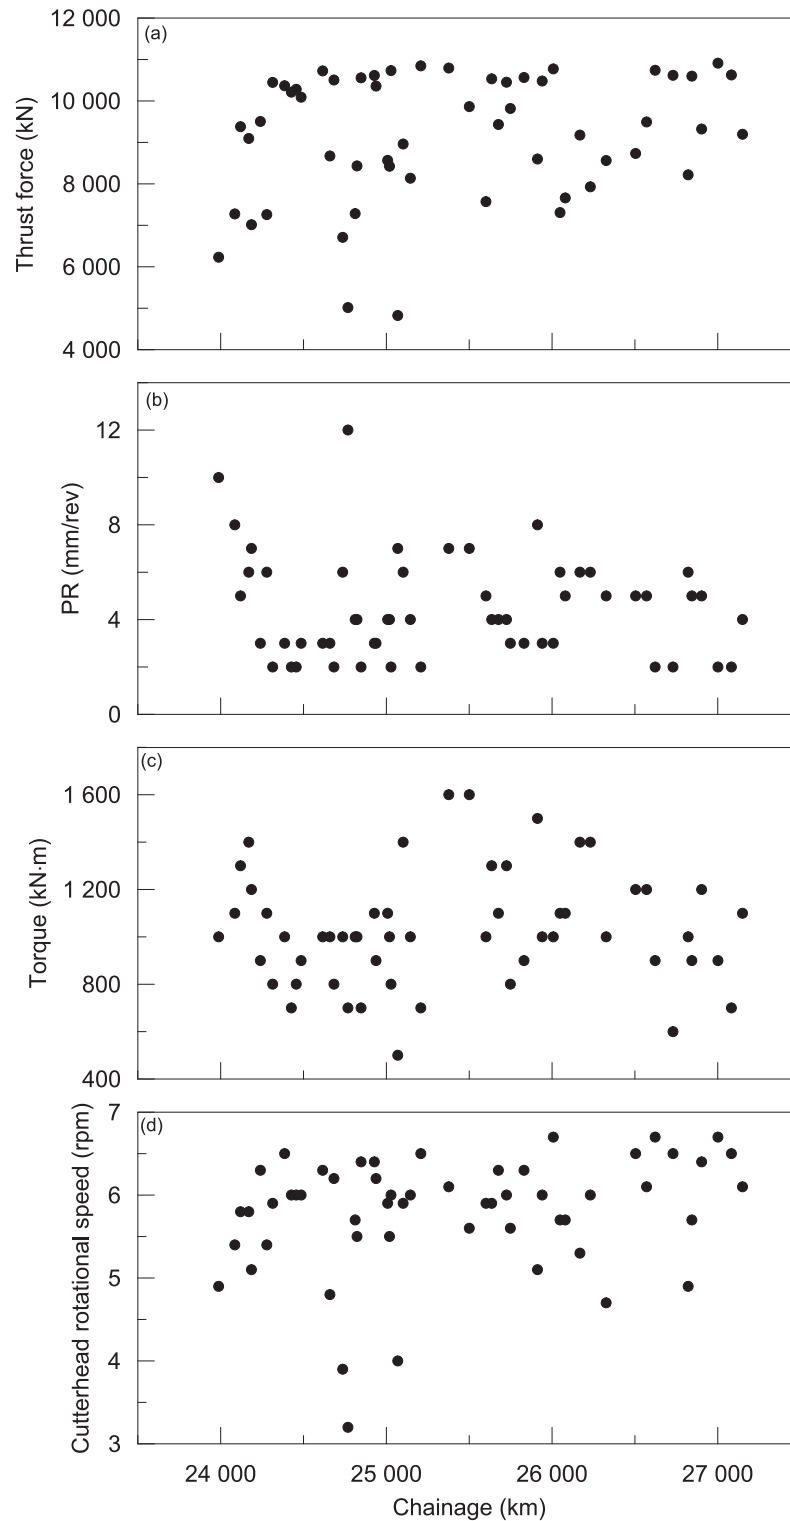 (a)
12 000
10 000
8 000
6 000
4 000
Thrust force (kN)
(b)
12
8
4
0
PR (mm/rev)
(c)
1 600
1 200
800
400
Torque (kN·m)
(d)
7
6
5
4
3
Cutterhead rotational speed (rpm)
24 000 25 000 26 000 27 000
Chainage (km)